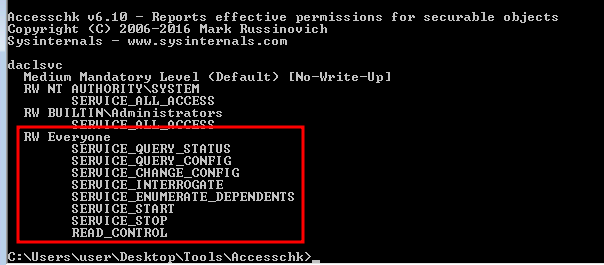 Accesschk v6.10 - Reports effective permissions for securable objects
Copyright (C) 2006-2016 Mark Russinovich
Sysinternals - www.sysinternals.com
daclsvc
Medium Mandatory Level (Default) [No-Write-Up]
RW NT AUTHORITY\SYSTEM
SERVICE_ALL_ACCESS
RW BUILTIN\Administrators
SERVICE_ALL_ACCESS
RW Everyone
SERVICE_QUERY_STATUS
SERVICE_QUERY_CONFIG
SERVICE_CHANGE_CONFIG
SERVICE_INTERROGATE
SERVICE_ENUMERATE_DEPENDENTS
SERVICE_START
SERVICE_STOP
READ_CONTROL
C:\Users\user\Desktop\Tools\Accesschk>_